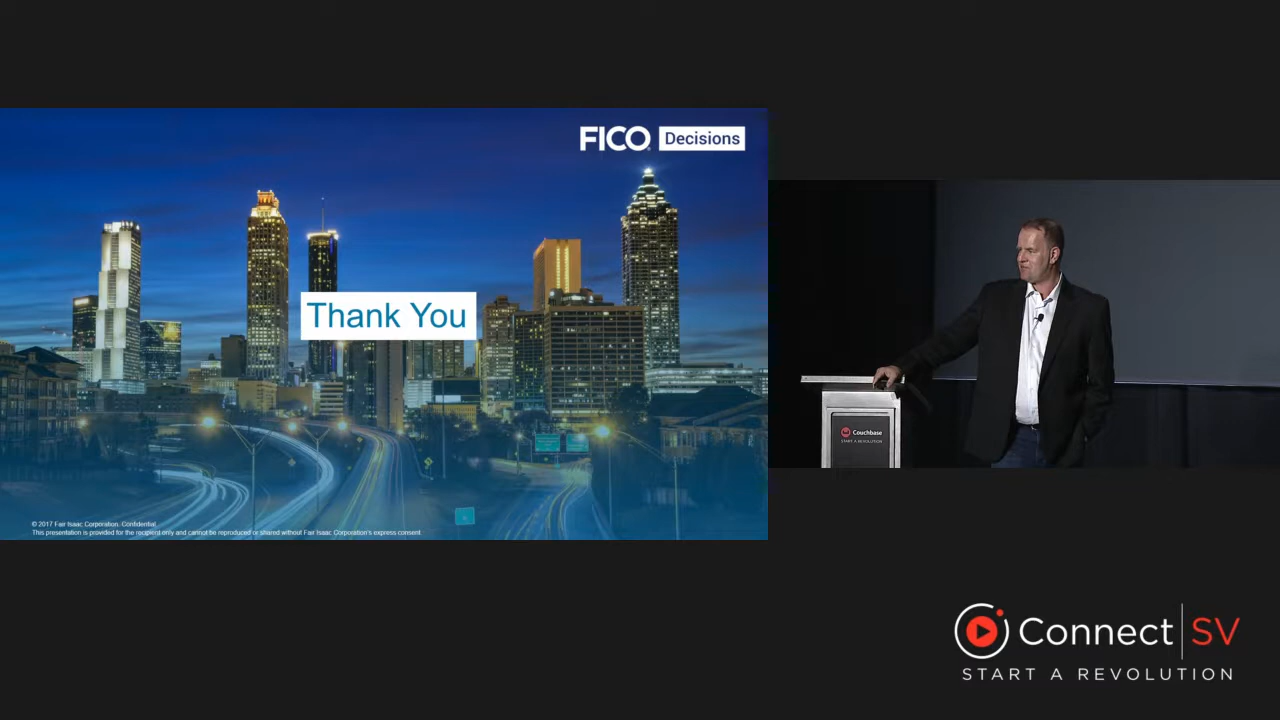 FICO Decisions
Thank You
© 2017 Fair Isaac Corporation. Confidential.
This presentation is provided for the recipient only and cannot be reproduced or shared without Fair Isaac Corporation's express consent.
Couchbase
START A REVOLUTION
Connect SV
START A REVOLUTION